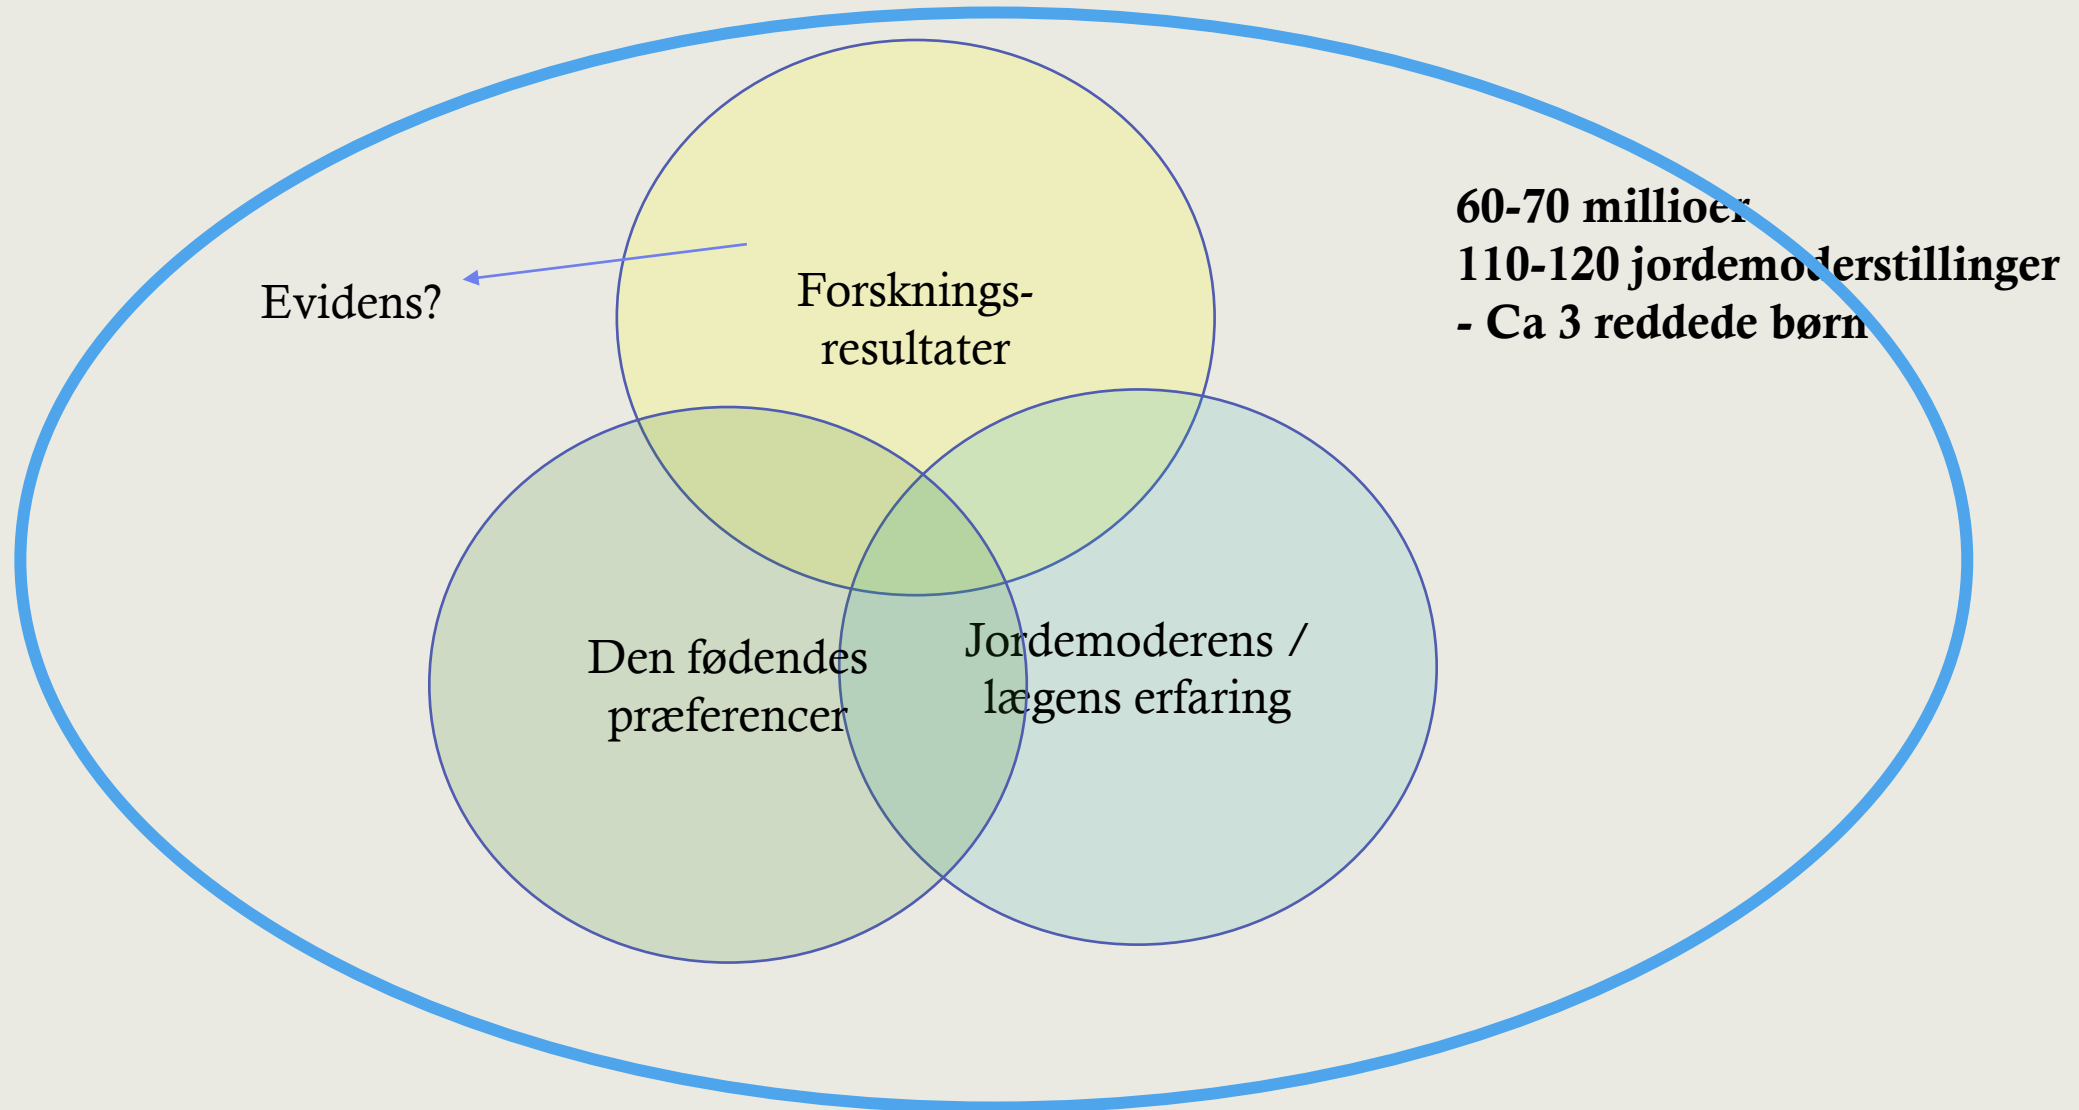 60-70 millioer
110-120 jordemoderstillinger
- Ca 3 reddede børn
Evidens?
Forsknings-
resultater
Den fødendes
præferencer
Jordemoderens /
lægens erfaring